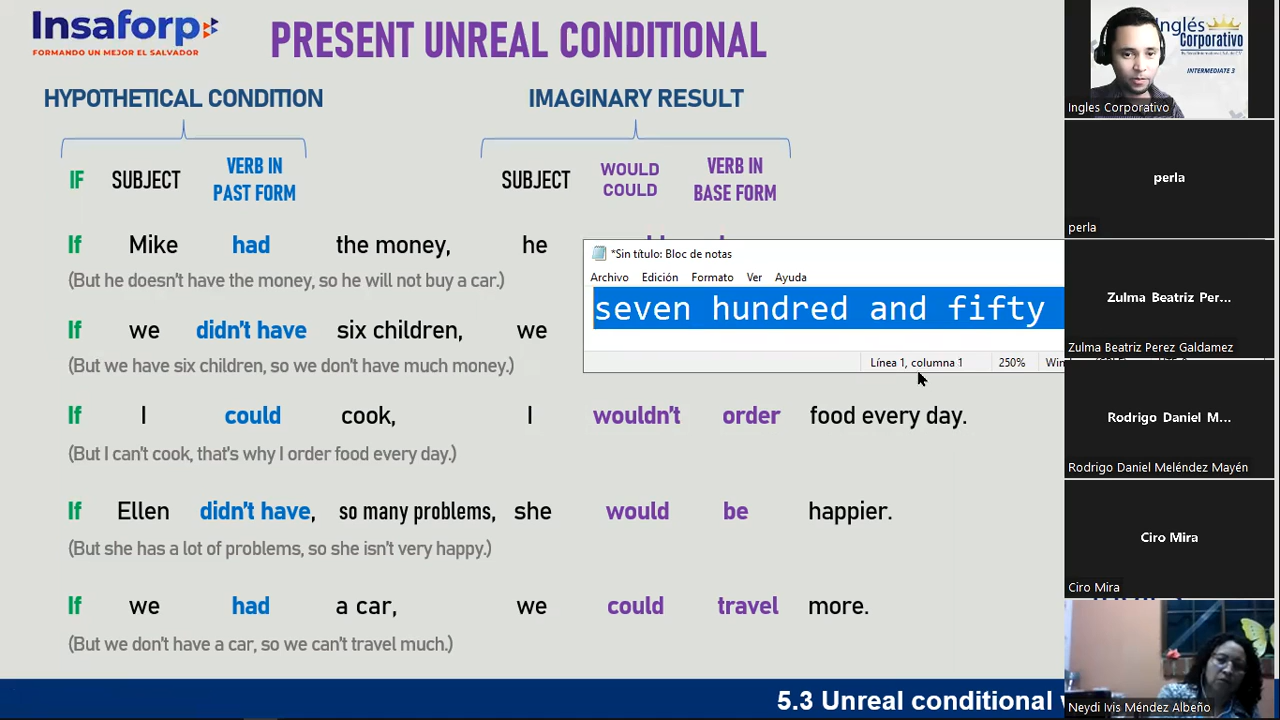 Insaforp
FORMANDO UN MEJOR EL SALVADOR
PRESENT UNREAL CONDITIONAL
HYPOTHETICAL CONDITION
IMAGINARY RESULT
IF SUBJECT VERB IN PAST FORM
SUBJECT WOULD COULD VERB IN BASE FORM
If Mike had the money, he
(But he doesn't have the money, so he will not buy a car.)
If we didn't have six children, we
(But we have six children, so we don't have much money.)
If I could cook, I wouldn't order food every day.
(But I can't cook, that's why I order food every day.)
If Ellen didn't have, so many problems, she would be happier.
(But she has a lot of problems, so she isn't very happy.)
If we had a car, we could travel more.
(But we don't have a car, so we can't travel much.)
5.3 Unreal conditional
*Sin título: Bloc de notas
Archivo Edición Formato Ver Ayuda
seven hundred and fifty
Línea 1, columna 1 250% Win
Inglés
Corporativo
INTERMEDIATE 3
Ingles Corporativo
perla
perla
Zulma Beatriz Per...
Zulma Beatriz Perez Galdamez
Rodrigo Daniel M...
Rodrigo Daniel Meléndez Mayén
Ciro Mira
Ciro Mira
Neydi Ivis Méndez Albeño